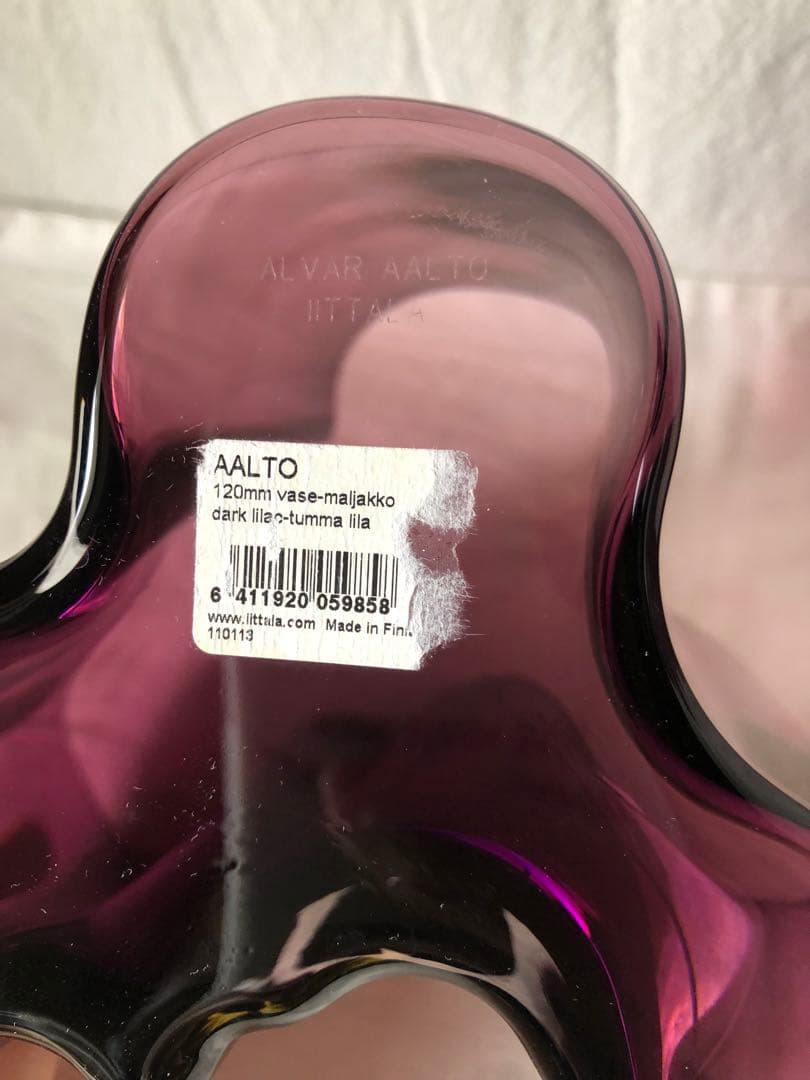 ALVAR AALTO
IITTALA
AALTO
120mm vase-maljakko
dark lilac-tumma lila
6 411920 059858
www.iittala.com Made in Finl
110113